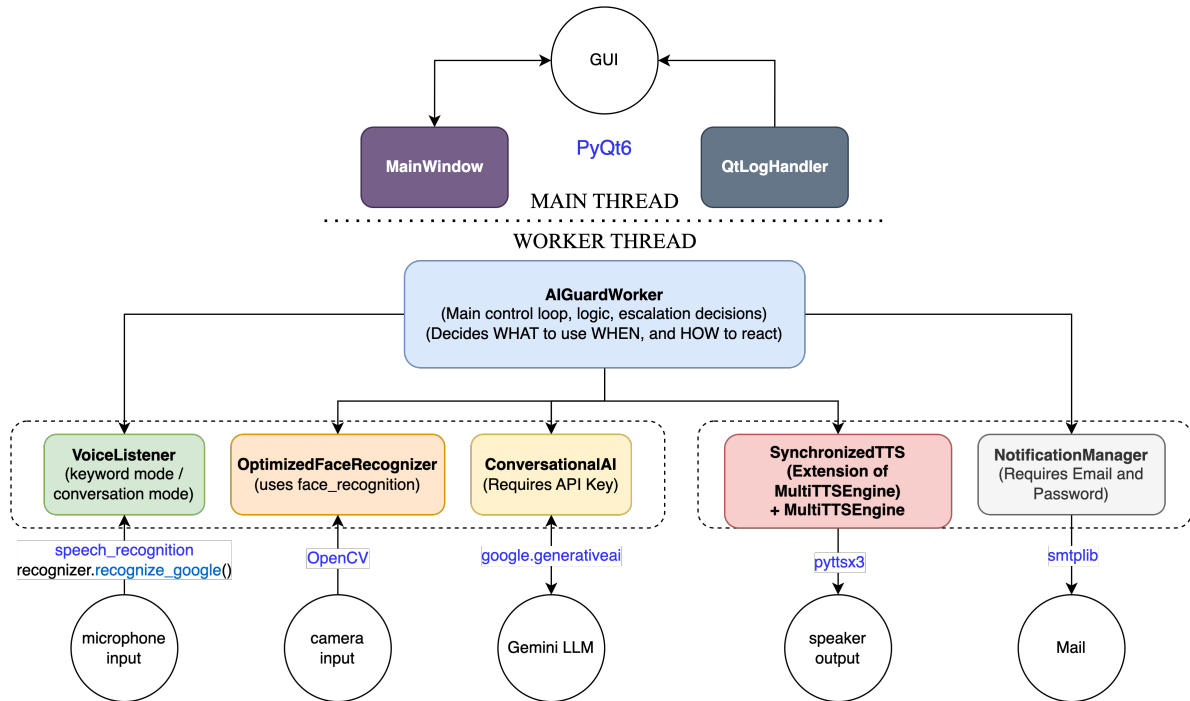 GUI
PyQt6
MainWindow
QtLogHandler
MAIN THREAD
WORKER THREAD
AIGuardWorker
(Main control loop, logic, escalation decisions)
(Decides WHAT to use WHEN, and HOW to react)
VoiceListener
(keyword mode /
conversation mode)
OptimizedFaceRecognizer
(uses face_recognition)
ConversationalAI
(Requires API Key)
SynchronizedTTS
(Extension of
MultiTTSEngine)
+ MultiTTSEngine
NotificationManager
(Requires Email and
Password)
speech_recognition
recognizer.recognize_google()
OpenCV
google.generativeai
pyttsx3
smtplib
microphone
input
camera
input
Gemini LLM
speaker
output
Mail